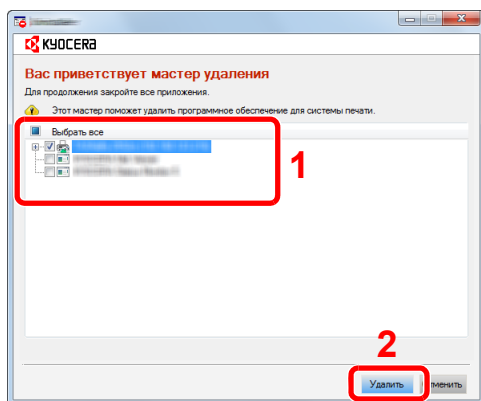 KYOCERA
Вас приветствует мастер удаления
Для продолжения закройте все приложения.
Этот мастер поможет удалить программное обеспечение для системы печати.
Выбрать все
1
2
Удалить